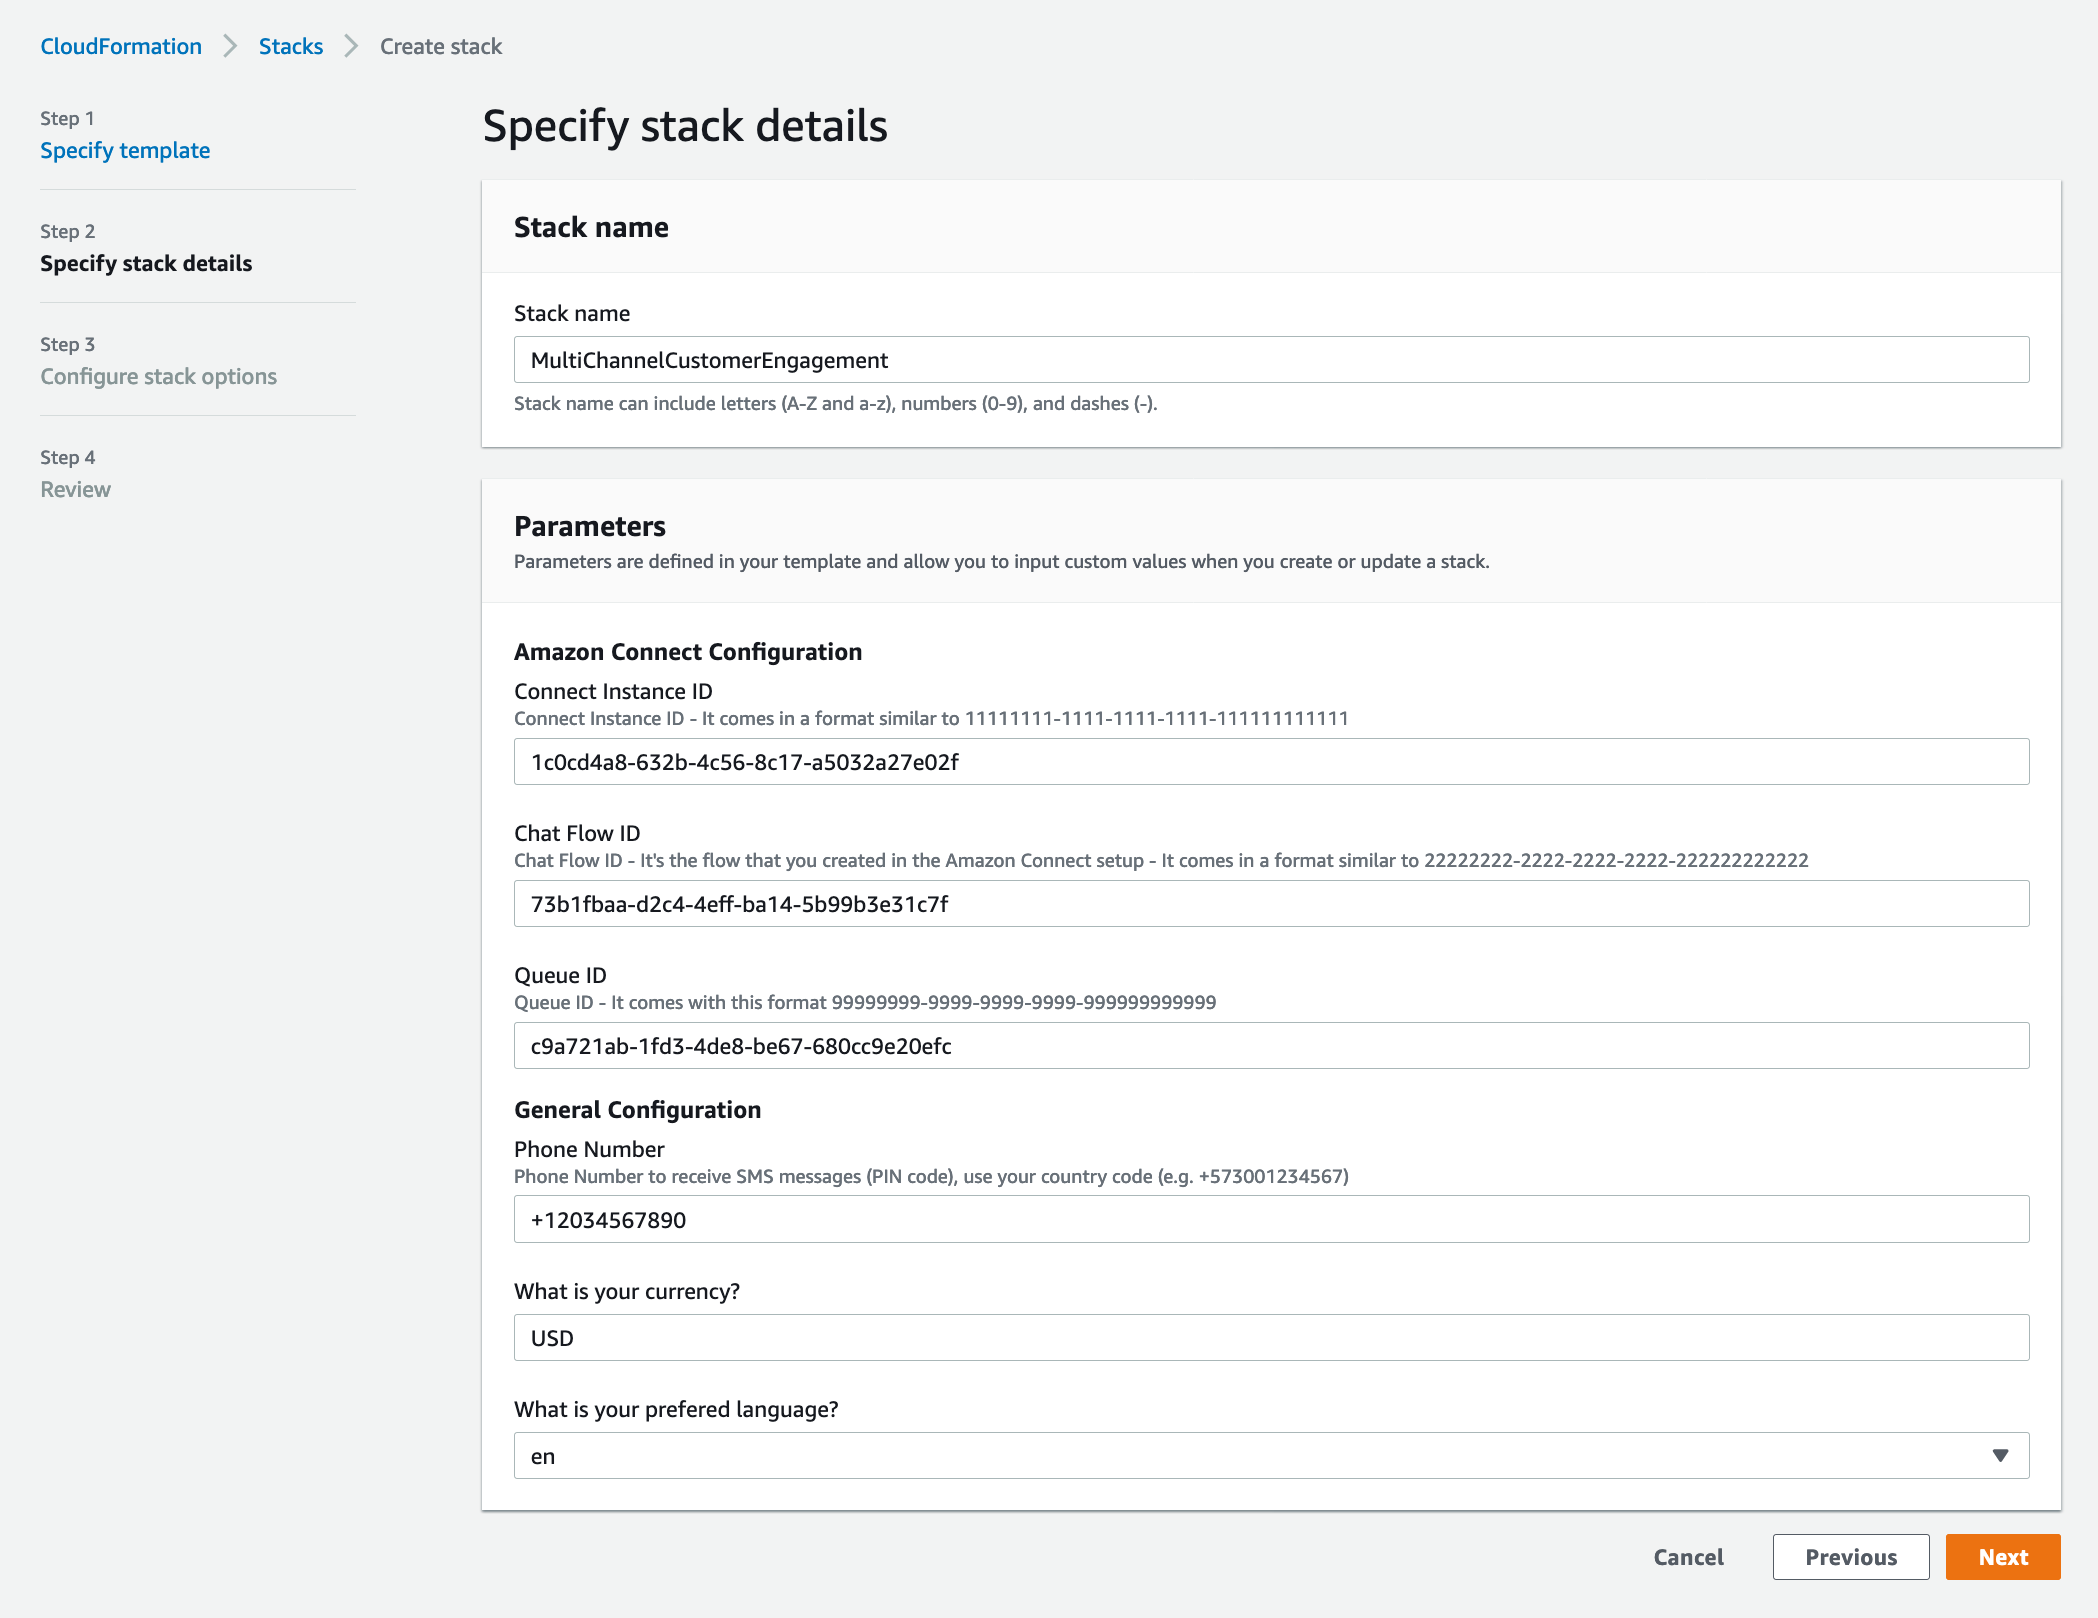 CloudFormation > Stacks > Create stack
Step 1
Specify template
Step 2
Specify stack details
Step 3
Configure stack options
Step 4
Review
Specify stack details
Stack name
Stack name
MultiChannelCustomerEngagement
Stack name can include letters (A-Z and a-z), numbers (0-9), and dashes (-).
Parameters
Parameters are defined in your template and allow you to input custom values when you create or update a stack.
Amazon Connect Configuration
Connect Instance ID
Connect Instance ID - It comes in a format similar to 11111111-1111-1111-1111-111111111111
1c0cd4a8-632b-4c56-8c17-a5032a27e02f
Chat Flow ID
Chat Flow ID - It's the flow that you created in the Amazon Connect setup - It comes in a format similar to 22222222-2222-2222-2222-222222222222
73b1fbaa-d2c4-4eff-ba14-5b99b3e31c7f
Queue ID
Queue ID - It comes with this format 99999999-9999-9999-9999-999999999999
c9a721ab-1fd3-4de8-be67-680cc9e20efc
General Configuration
Phone Number
Phone Number to receive SMS messages (PIN code), use your country code (e.g. +573001234567)
+12034567890
What is your currency?
USD
What is your prefered language?
en
Cancel
Previous
Next